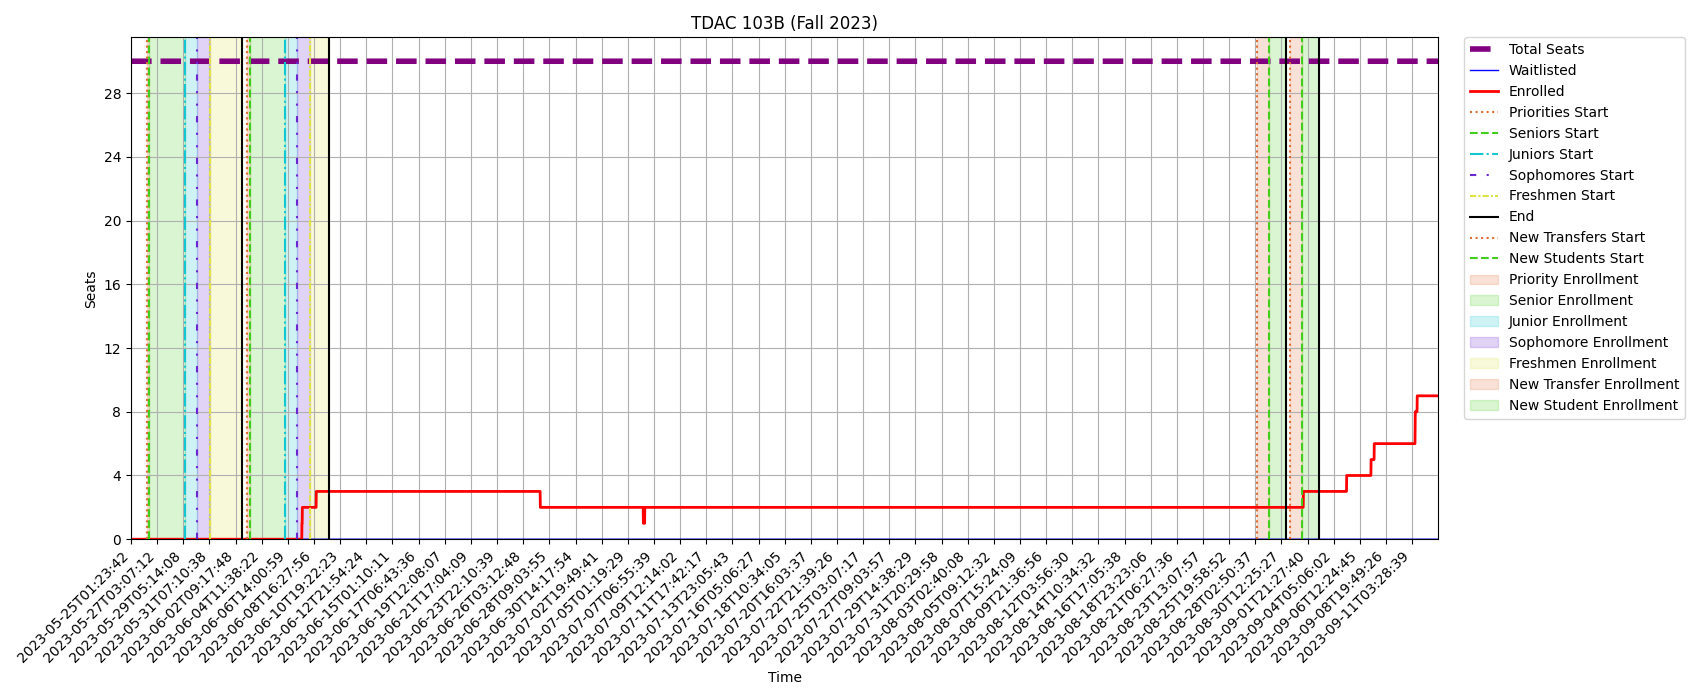 TDAC 103B (Fall 2023)
28
24
20
16
12
8
4
0
Seats
2023-05-25T01:23:42
2023-05-27T03:07:12
2023-05-29T05:14:08
2023-05-31T07:10:38
2023-06-02T09:17:48
2023-06-04T11:38:22
2023-06-06T14:00:59
2023-06-08T16:27:56
2023-06-10T19:22:23
2023-06-12T21:54:24
2023-06-15T01:10:11
2023-06-17T06:43:36
2023-06-19T12:08:07
2023-06-21T17:04:09
2023-06-23T22:10:39
2023-06-26T03:12:48
2023-06-28T09:03:55
2023-06-30T14:17:54
2023-07-02T19:49:41
2023-07-05T01:19:29
2023-07-07T06:55:39
2023-07-09T12:14:02
2023-07-11T17:42:17
2023-07-13T23:05:43
2023-07-16T05:06:27
2023-07-18T10:34:05
2023-07-20T16:03:37
2023-07-22T21:39:26
2023-07-25T03:07:17
2023-07-27T09:03:57
2023-07-29T14:38:29
2023-07-31T20:29:58
2023-08-03T02:40:08
2023-08-05T09:12:32
2023-08-07T15:24:09
2023-08-09T21:36:56
2023-08-12T03:56:30
2023-08-14T10:34:32
2023-08-16T17:05:38
2023-08-18T23:23:06
2023-08-21T06:27:36
2023-08-23T13:07:57
2023-08-25T19:58:52
2023-08-28T02:50:37
2023-08-30T12:25:27
2023-09-01T21:27:40
2023-09-04T05:06:02
2023-09-06T12:24:45
2023-09-08T19:49:26
2023-09-11T03:28:39
Time
Total Seats
Waitlisted
Enrolled
Priorities Start
Seniors Start
Juniors Start
Sophomores Start
Freshmen Start
End
New Transfers Start
New Students Start
Priority Enrollment
Senior Enrollment
Junior Enrollment
Sophomore Enrollment
Freshmen Enrollment
New Transfer Enrollment
New Student Enrollment